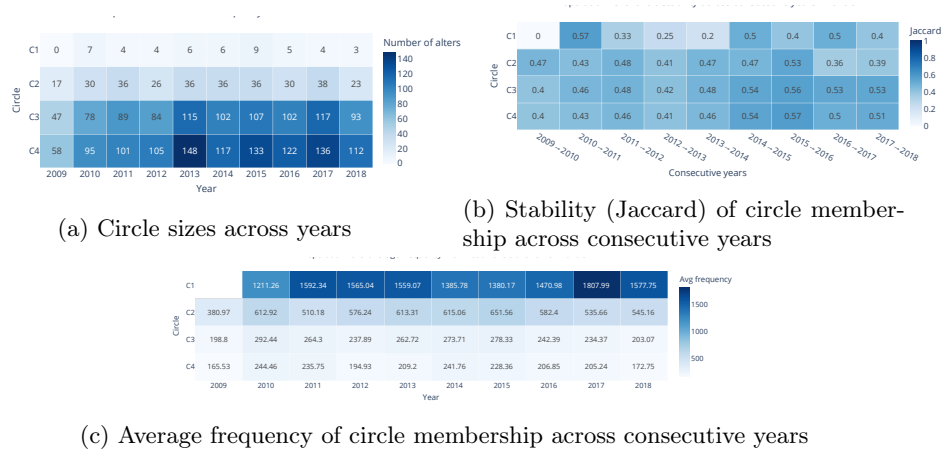 C1 0 7 4 4 6 6 9 5 4 3
C2 17 30 36 26 36 36 30 30 38 23
C3 47 78 89 84 115 102 107 102 117 93
C4 58 95 101 105 148 117 133 122 136 112
2009 2010 2011 2012 2013 2014 2015 2016 2017 2018
Year
Circle
Number of alters
140
120
100
80
60
40
20
0
(a) Circle sizes across years
C1 0 0.57 0.33 0.25 0.2 0.5 0.4 0.5 0.4
C2 0.47 0.43 0.48 0.41 0.47 0.47 0.53 0.36 0.39
C3 0.4 0.46 0.48 0.42 0.48 0.54 0.56 0.53 0.53
C4 0.4 0.43 0.46 0.41 0.46 0.54 0.57 0.5 0.51
2009→2010 2010→2011 2011→2012 2012→2013 2013→2014 2014→2015 2015→2016 2016→2017 2017→2018
Consecutive years
Circle
Jaccard
1
0.8
0.6
0.4
0.2
0
(b) Stability (Jaccard) of circle member-
ship across consecutive years
C1 1211.26 1592.34 1565.04 1559.07 1385.78 1380.17 1470.98 1807.99 1577.75
C2 380.97 612.92 510.18 576.24 613.31 615.06 651.56 582.4 535.66 545.16
C3 198.8 292.44 264.3 237.89 262.72 273.71 278.33 242.39 234.37 203.07
C4 165.53 244.46 235.75 194.93 209.2 241.76 228.36 206.85 205.24 172.75
2009 2010 2011 2012 2013 2014 2015 2016 2017 2018
Year
Circle
Avg frequency
1500
1000
500
(c) Average frequency of circle membership across consecutive years